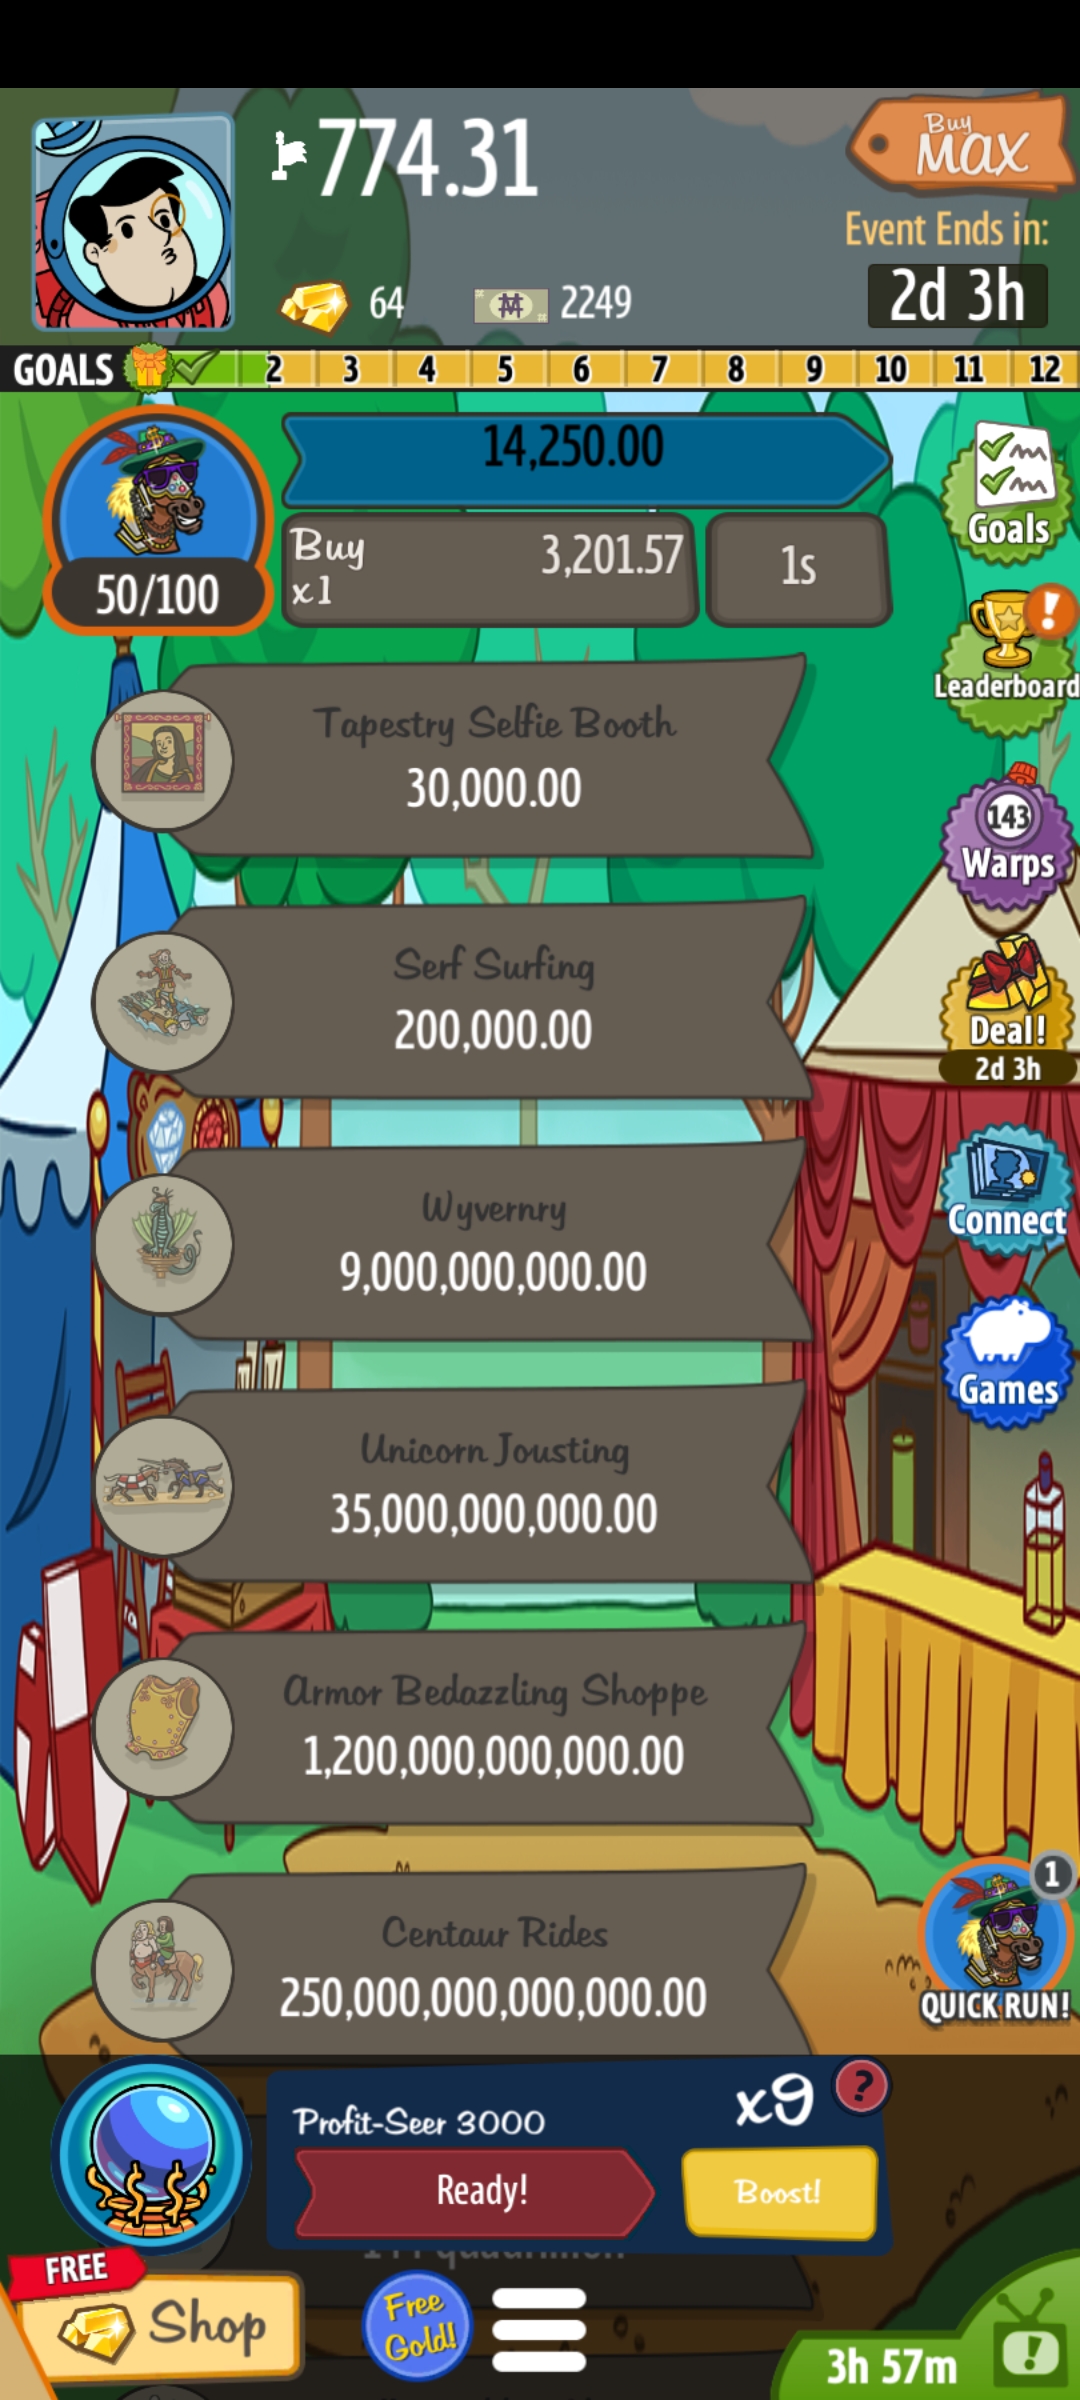 774.31
Buy
MAX
Event Ends in:
64
2249
2d 3h
GOALS
2 3 4 5 6 7 8 9 10 11 12
14,250.00
50/100
Buy
x1
3,201.57
1s
Goals
Leaderboard
Tapestry Selfie Booth
30,000.00
143
Warps
Serf Surfing
200,000.00
Deal!
2d 3h
Wyvernry
9,000,000,000.00
Connect
Games
Unicorn Jousting
35,000,000,000.00
Armor Bedazzling Shoppe
1,200,000,000,000.00
Centaur Rides
250,000,000,000,000.00
1
QUICK RUN!
Profit-Seer 3000
x9
?
Ready!
Boost!
FREE
Shop
Free
Gold!
3h 57m